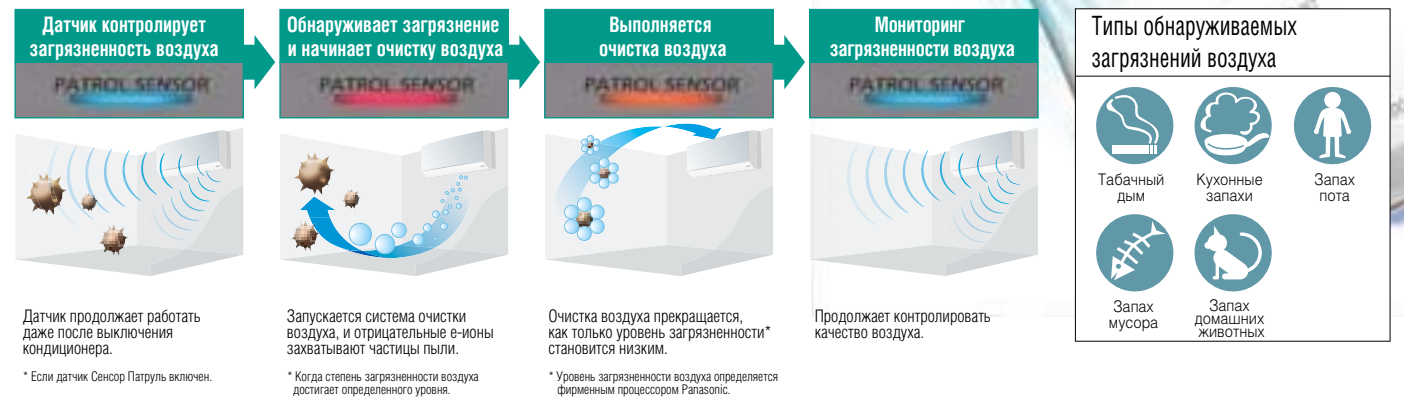 Датчик контролирует
загрязненность воздуха
PATROL SENSOR
Датчик продолжает работать
даже после выключения
кондиционера.
* Если датчик Сенсор Патруль включен.
Обнаруживает загрязнение
и начинает очистку воздуха
PATROL SENSOR
Запускается система очистки
воздуха, и отрицательные е-ионы
захватывают частицы пыли.
* Когда степень загрязненности воздуха
достигает определенного уровня.
Выполняется
очистка воздуха
PATROL SENSOR
Очистка воздуха прекращается,
как только уровень загрязненности*
становится низким.
* Уровень загрязненности воздуха определяется
фирменным процессором Panasonic.
Мониторинг
загрязненности воздуха
PATROL SENSOR
Продолжает контролировать
качество воздуха.
Типы обнаруживаемых
загрязнений воздуха
Табачный
дым
Кухонные
запахи
Запах
пота
Запах
мусора
Запах
домашних
животных